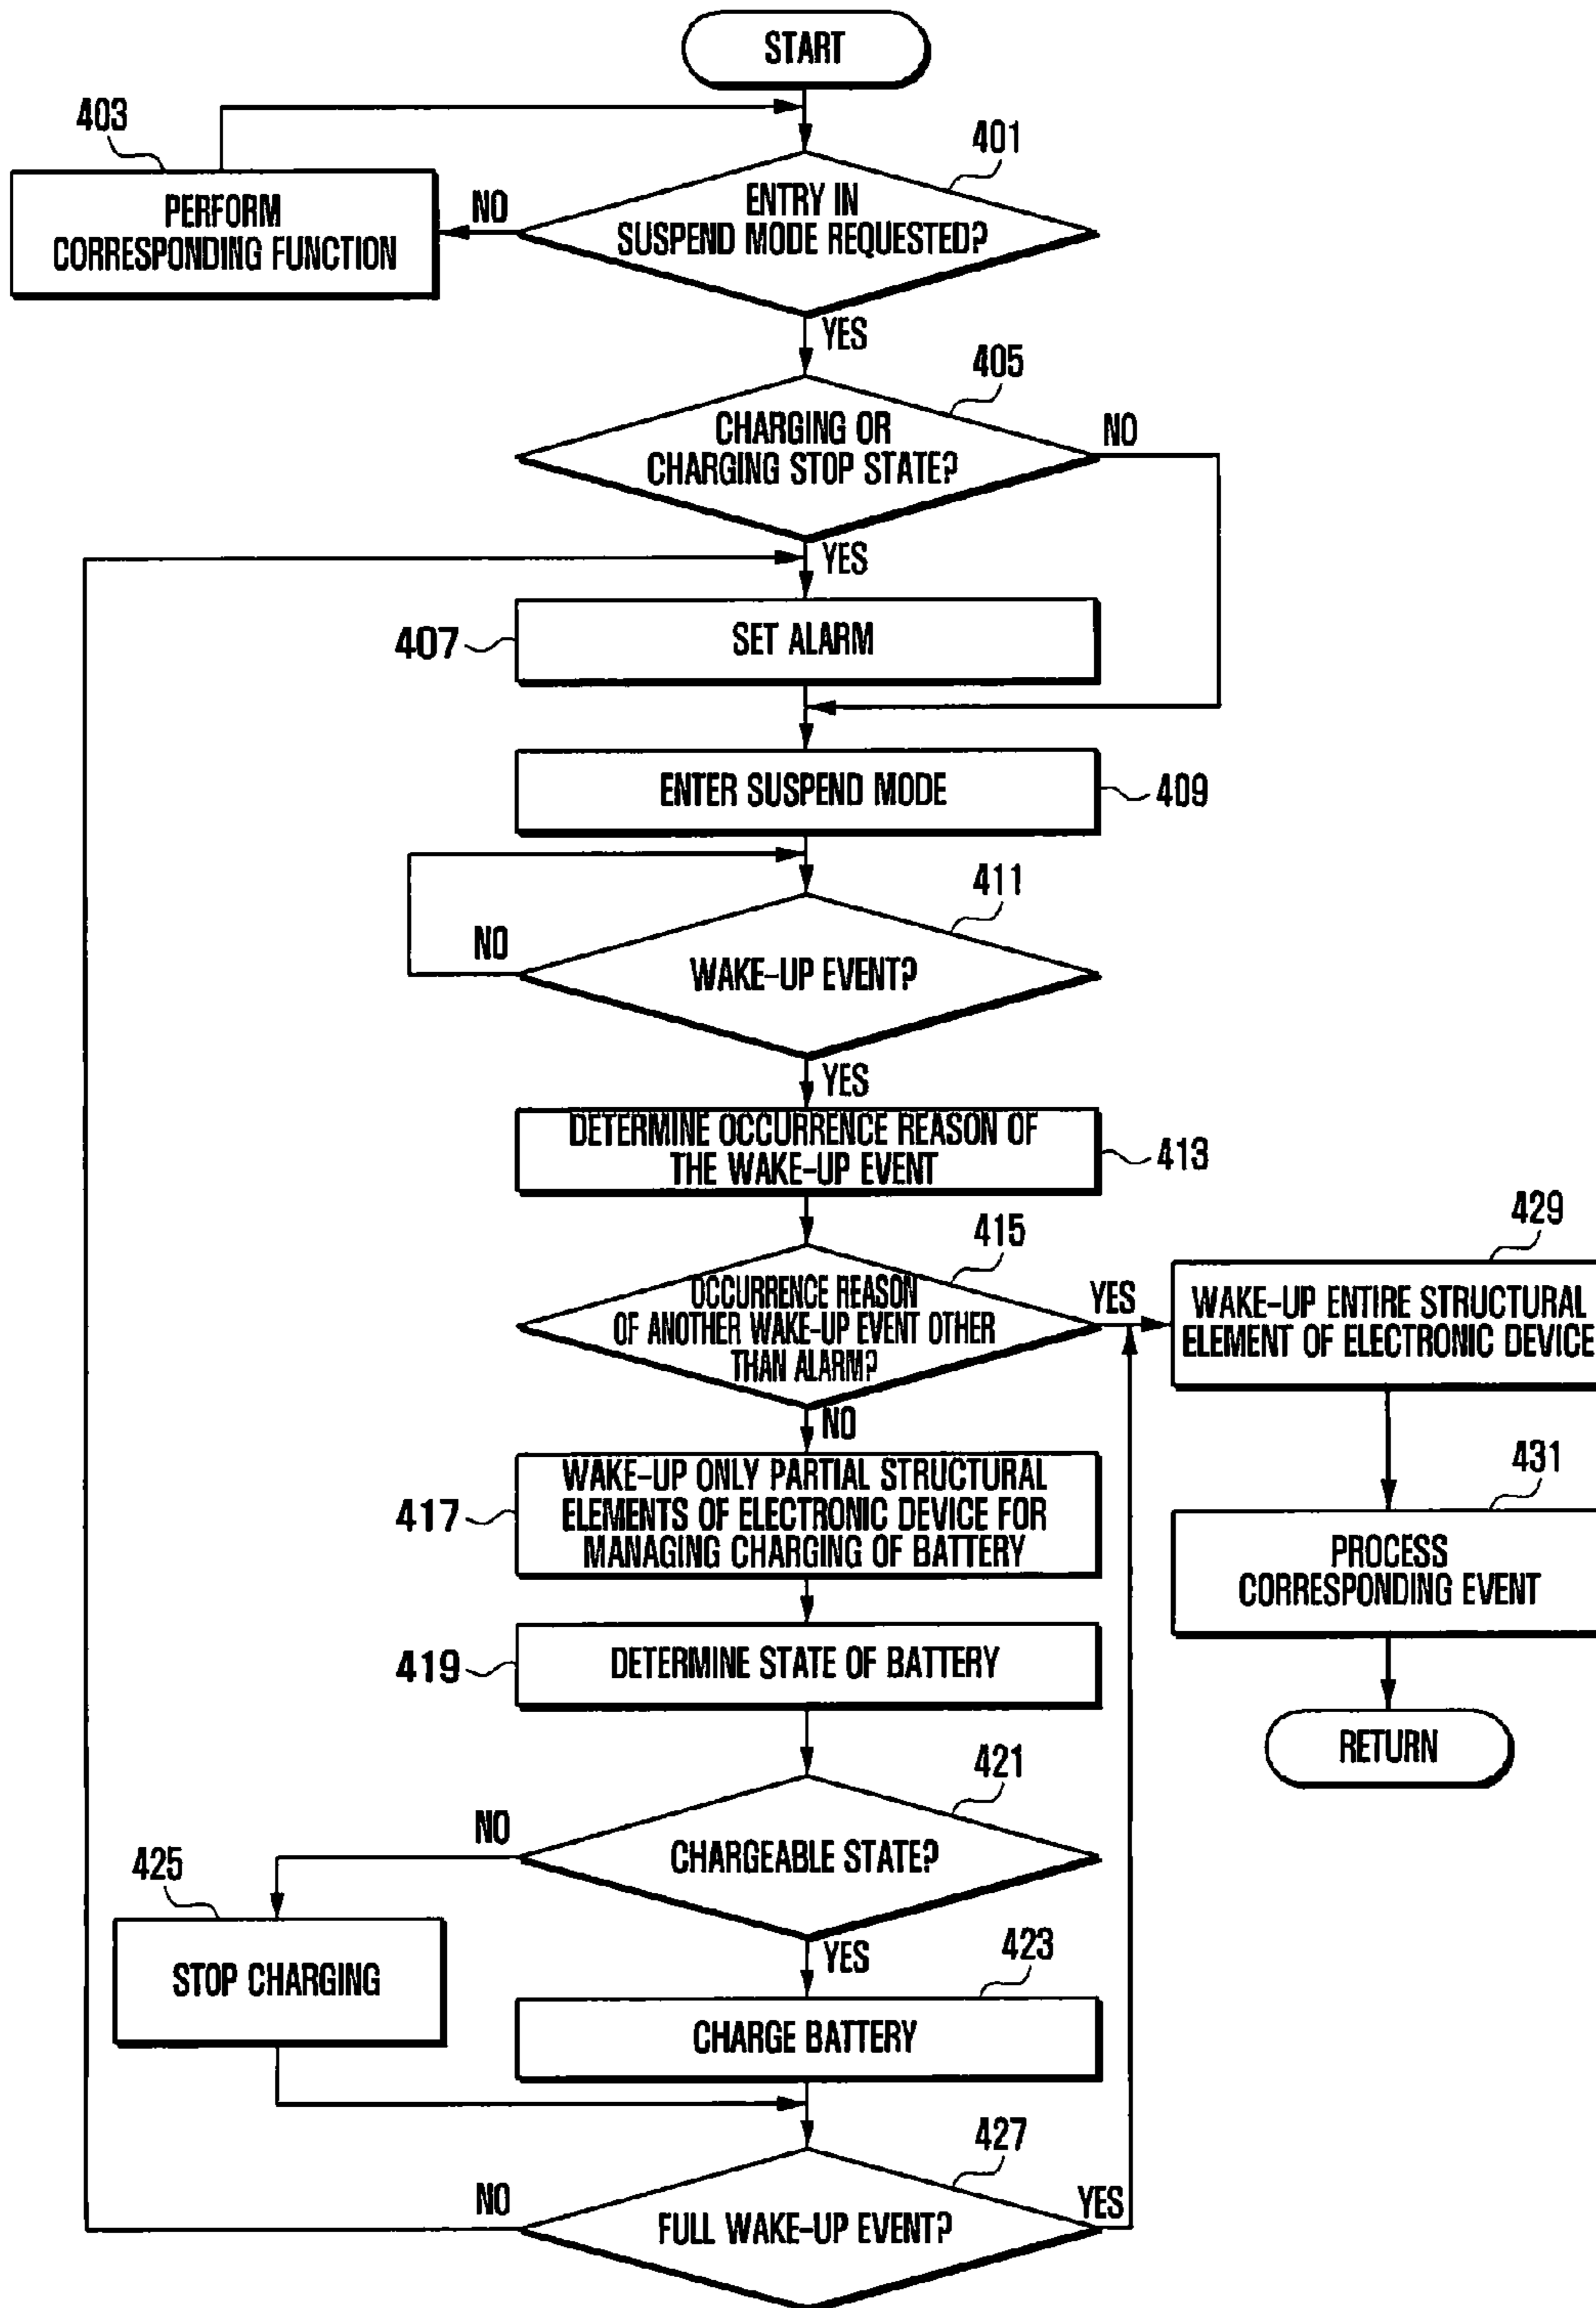 START
403
401
PERFORM
CORRESPONDING FUNCTION
NO
ENTRY IN
SUSPEND MODE REQUESTED?
YES
405
CHARGING OR
CHARGING STOP STATE?
NO
YES
407
SET ALARM
ENTER SUSPEND MODE
409
411
NO
WAKE-UP EVENT?
YES
DETERMINE OCCURRENCE REASON OF
THE WAKE-UP EVENT
413
415
429
OCCURRENCE REASON
OF ANOTHER WAKE-UP EVENT OTHER
THAN ALARM?
YES
WAKE-UP ENTIRE STRUCTURAL
ELEMENT OF ELECTRONIC DEVICE
NO
417
WAKE-UP ONLY PARTIAL STRUCTURAL
ELEMENTS OF ELECTRONIC DEVICE FOR
MANAGING CHARGING OF BATTERY
431
PROCESS
CORRESPONDING EVENT
419
DETERMINE STATE OF BATTERY
RETURN
421
NO
CHARGEABLE STATE?
425
YES
423
STOP CHARGING
CHARGE BATTERY
427
NO
FULL WAKE-UP EVENT?
YES